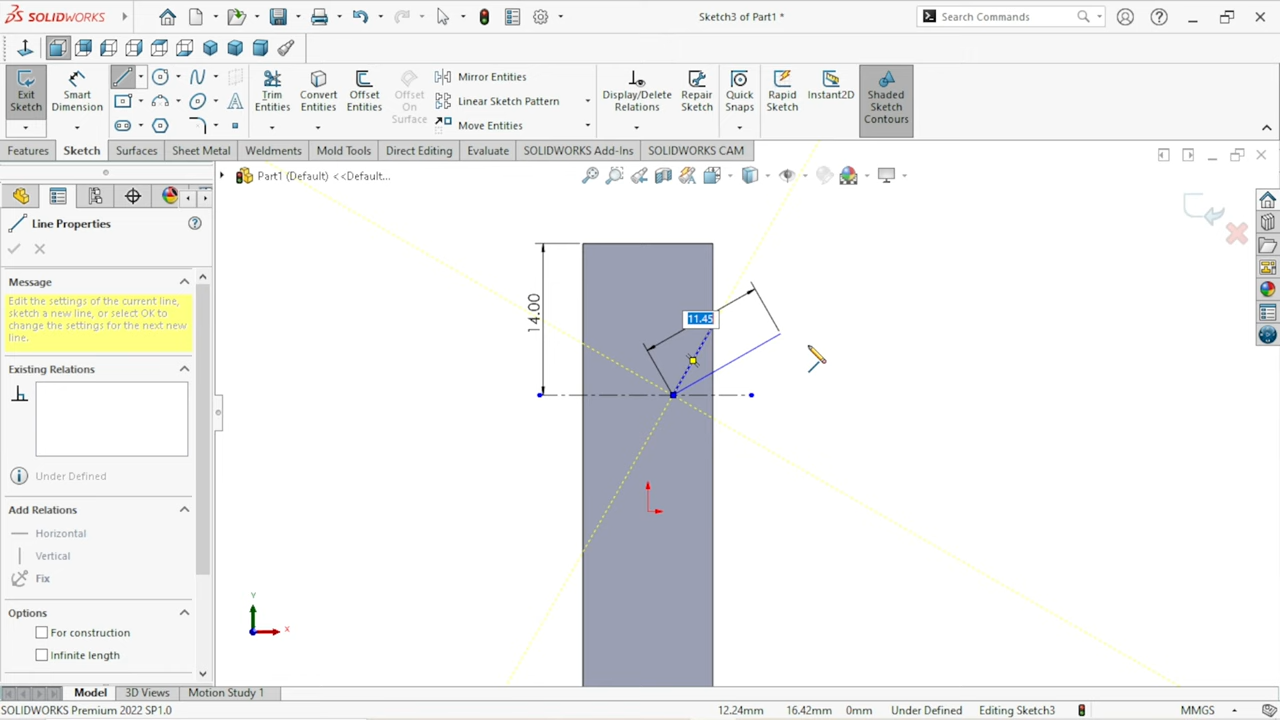 SOLIDWORKS
Sketch3 of Part1 *
Search Commands
Exit Sketch
Smart Dimension
Trim Entities
Convert Entities
Offset Entities
Offset On Surface
Mirror Entities
Linear Sketch Pattern
Move Entities
Display/Delete Relations
Repair Sketch
Quick Snaps
Rapid Sketch
Instant2D
Shaded Sketch Contours
Features
Sketch
Surfaces
Sheet Metal
Weldments
Mold Tools
Direct Editing
Evaluate
SOLIDWORKS Add-Ins
SOLIDWORKS CAM
Part1 (Default) <<Default...
Line Properties
Message
Edit the settings of the current line,
sketch a new line, or select OK to
change the settings for the next new
line.
Existing Relations
Under Defined
Add Relations
Horizontal
Vertical
Fix
Options
For construction
Infinite length
14.00
11.45
Y
X
Model
3D Views
Motion Study 1
SOLIDWORKS Premium 2022 SP1.0
12.24mm
16.42mm
0mm
Under Defined
Editing Sketch3
MMGS